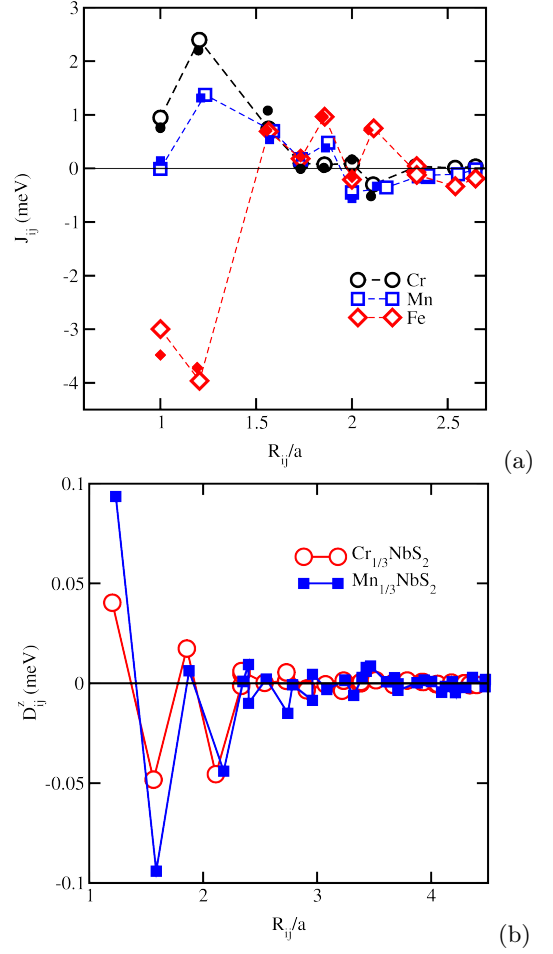 3
2
1
0
-1
-2
-3
-4
J_ij (meV)
Cr
Mn
Fe
1 1.5 2 2.5
R_ij/a
(a)
0.1
0.05
0
-0.05
-0.1
D_ij^z (meV)
Cr_1/3NbS_2
Mn_1/3NbS_2
1 2 3 4
R_ij/a
(b)